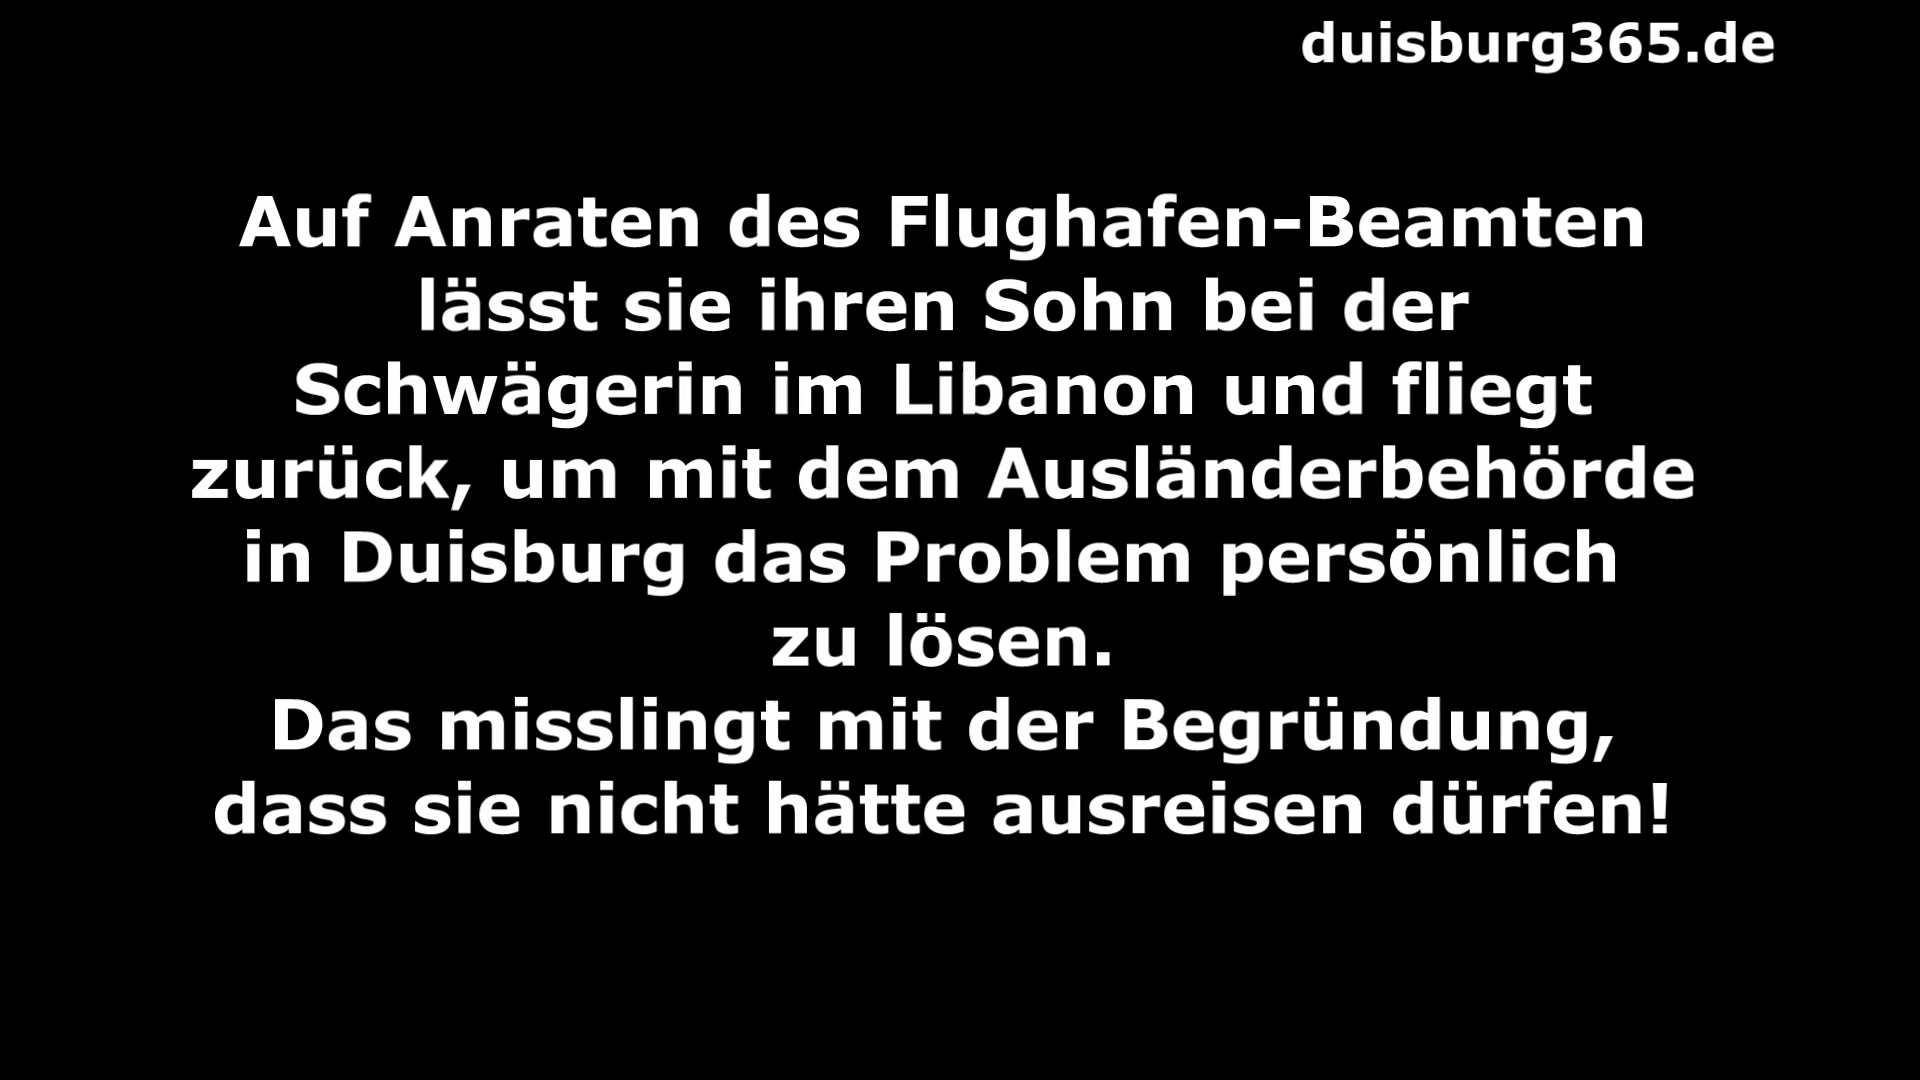 duisburg365.de
Auf Anraten des Flughafen-Beamten
lässt sie ihren Sohn bei der
Schwägerin im Libanon und fliegt
zurück, um mit dem Ausländerbehörde
in Duisburg das Problem persönlich
zu lösen.
Das misslingt mit der Begründung,
dass sie nicht hätte ausreisen dürfen!